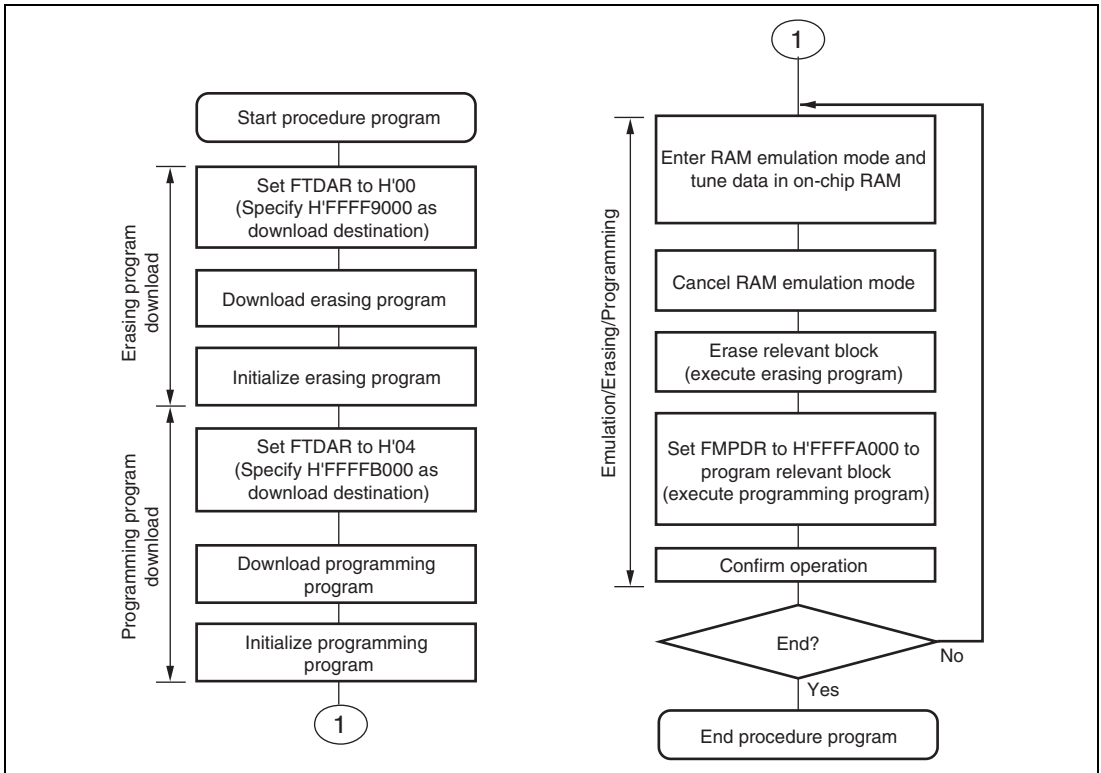 Start procedure program
Erasing program
download
Set FTDAR to H'00
(Specify H'FFFF9000 as
download destination)
Download erasing program
Initialize erasing program
Programming program
download
Set FTDAR to H'04
(Specify H'FFFFB000 as
download destination)
Download programming
program
Initialize programming
program
1
1
Emulation/Erasing/Programming
Enter RAM emulation mode and
tune data in on-chip RAM
Cancel RAM emulation mode
Erase relevant block
(execute erasing program)
Set FMPDR to H'FFFFA000 to
program relevant block
(execute programming program)
Confirm operation
End?
No
Yes
End procedure program